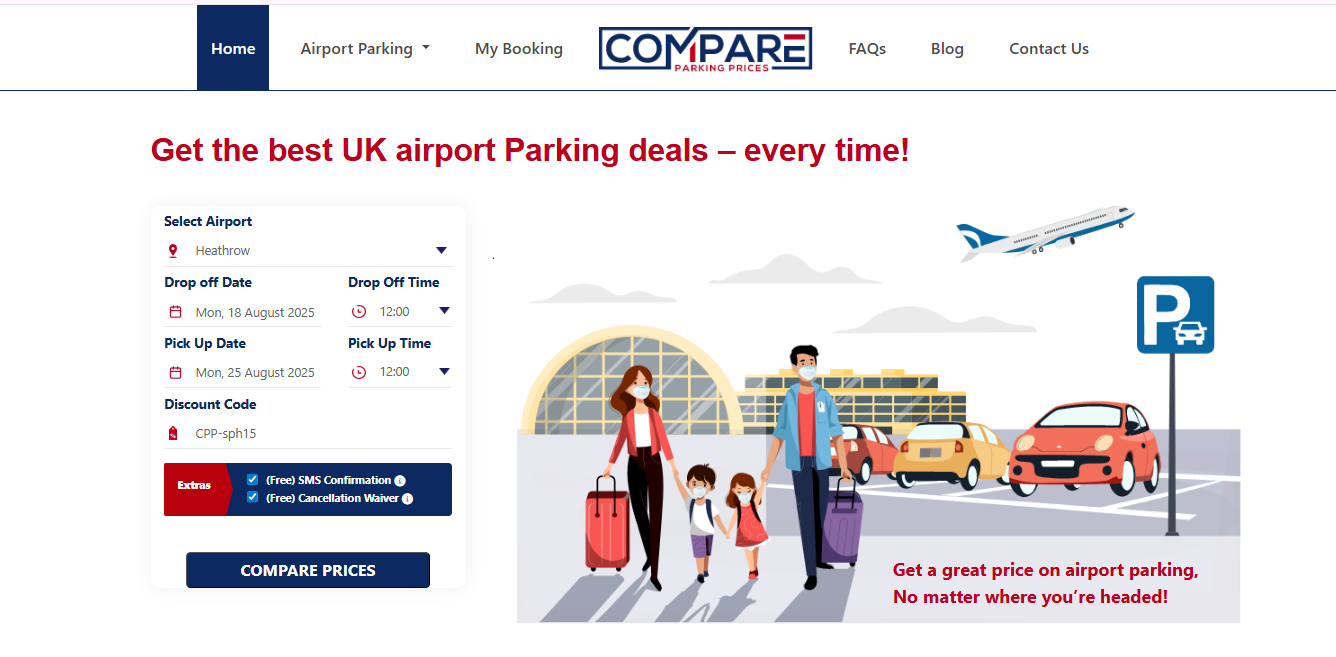 Home
Airport Parking
My Booking
COMPARE
PARKING PRICES
FAQs
Blog
Contact Us
Get the best UK airport Parking deals – every time!
Select Airport
Heathrow
Drop off Date
Drop Off Time
Mon, 18 August 2025
12:00
Pick Up Date
Pick Up Time
Mon, 25 August 2025
12:00
Discount Code
CPP-sph15
Extras
(Free) SMS Confirmation
(Free) Cancellation Waiver
COMPARE PRICES
.
P
Get a great price on airport parking,
No matter where you’re headed!